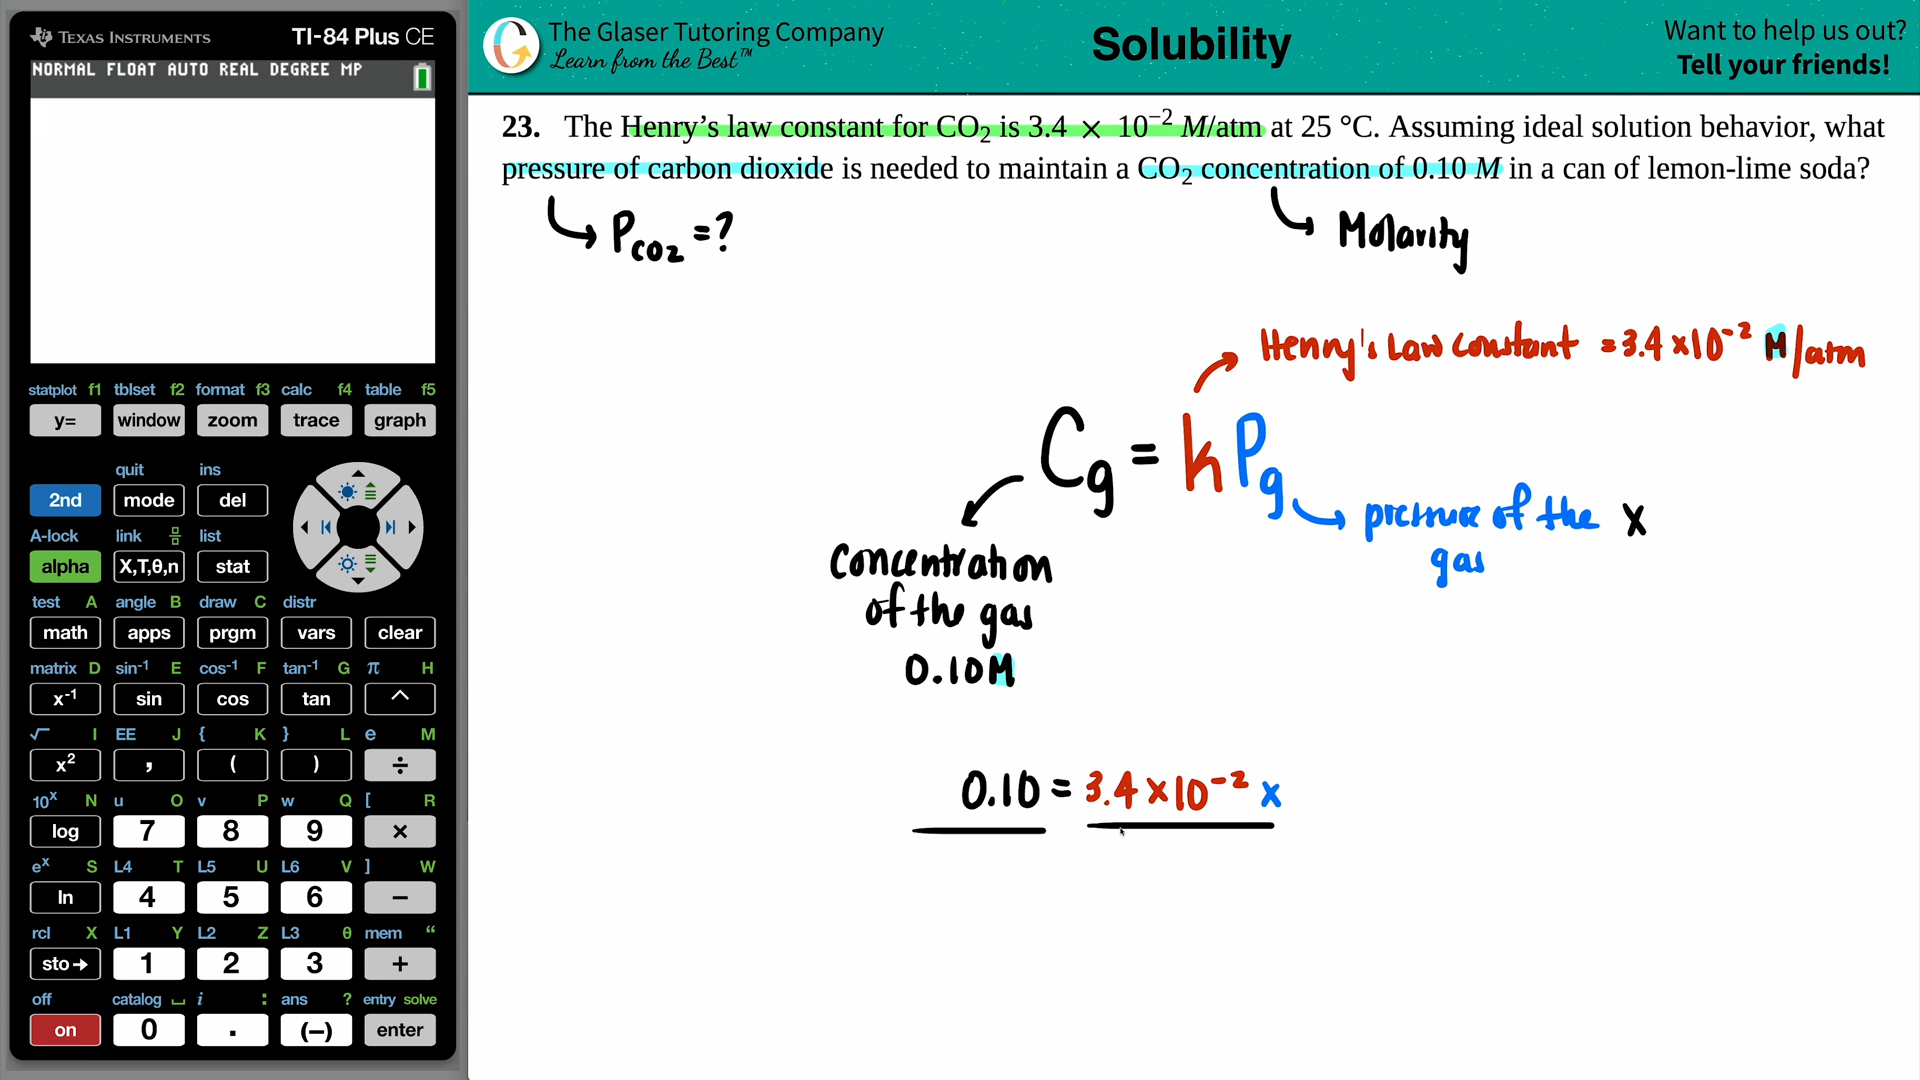 TEXAS INSTRUMENTS TI-84 Plus CE
NORMAL FLOAT AUTO REAL DEGREE MP
statplot f1 tblset f2 format f3 calc f4 table f5
y= window zoom trace graph
quit ins
2nd mode del
A-lock link list
alpha X,T,θ,n stat
test A angle B draw C distr
math apps prgm vars clear
matrix D sin⁻¹ E cos⁻¹ F tan⁻¹ G π H
x⁻¹ sin cos tan ^
√ I EE J { K } L e M
x² , ( ) ÷
10ˣ N u O v P w Q [ R
log 7 8 9 ×
eˣ S L4 T L5 U L6 V ] W
ln 4 5 6 −
rcl X L1 Y L2 Z L3 θ mem “
sto→ 1 2 3 +
off catalog ⎵ i : ans ? entry solve
on 0 . (−) enter
The Glaser Tutoring Company
Learn from the Best™
Solubility
Want to help us out?
Tell your friends!
23. The Henry’s law constant for CO₂ is 3.4 × 10⁻² M/atm at 25 °C. Assuming ideal solution behavior, what
pressure of carbon dioxide is needed to maintain a CO₂ concentration of 0.10 M in a can of lemon-lime soda?
P_CO₂ = ?
Molarity
Henry's Law constant = 3.4 × 10⁻² M/atm
Cg = kPg
pressure of the x
gas
Concentration
of the gas
0.10 M
0.10 = 3.4 × 10⁻² x